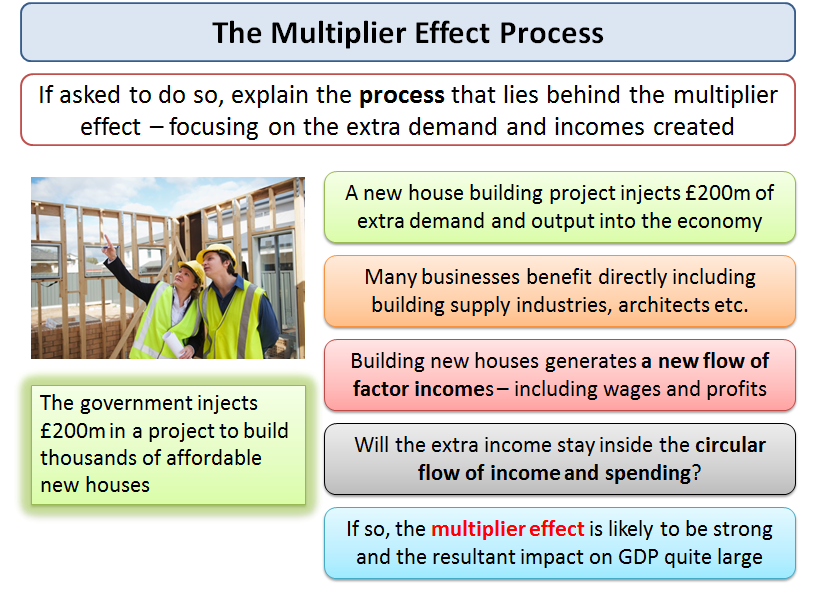 The Multiplier Effect Process
If asked to do so, explain the process that lies behind the multiplier
effect – focusing on the extra demand and incomes created
The government injects
£200m in a project to build
thousands of affordable
new houses
A new house building project injects £200m of
extra demand and output into the economy
Many businesses benefit directly including
building supply industries, architects etc.
Building new houses generates a new flow of
factor incomes – including wages and profits
Will the extra income stay inside the circular
flow of income and spending?
If so, the multiplier effect is likely to be strong
and the resultant impact on GDP quite large